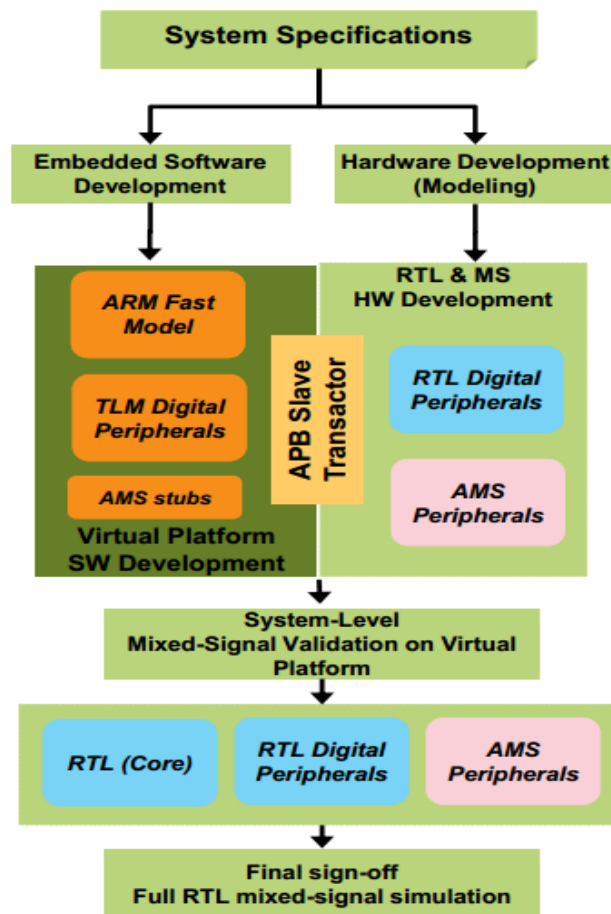 System Specifications
Embedded Software
Development
Hardware Development
(Modeling)
ARM Fast
Model
TLM Digital
Peripherals
AMS stubs
Virtual Platform
SW Development
APB Slave
Transactor
RTL & MS
HW Development
RTL Digital
Peripherals
AMS
Peripherals
System-Level
Mixed-Signal Validation on Virtual
Platform
RTL (Core)
RTL Digital
Peripherals
AMS
Peripherals
Final sign-off
Full RTL mixed-signal simulation